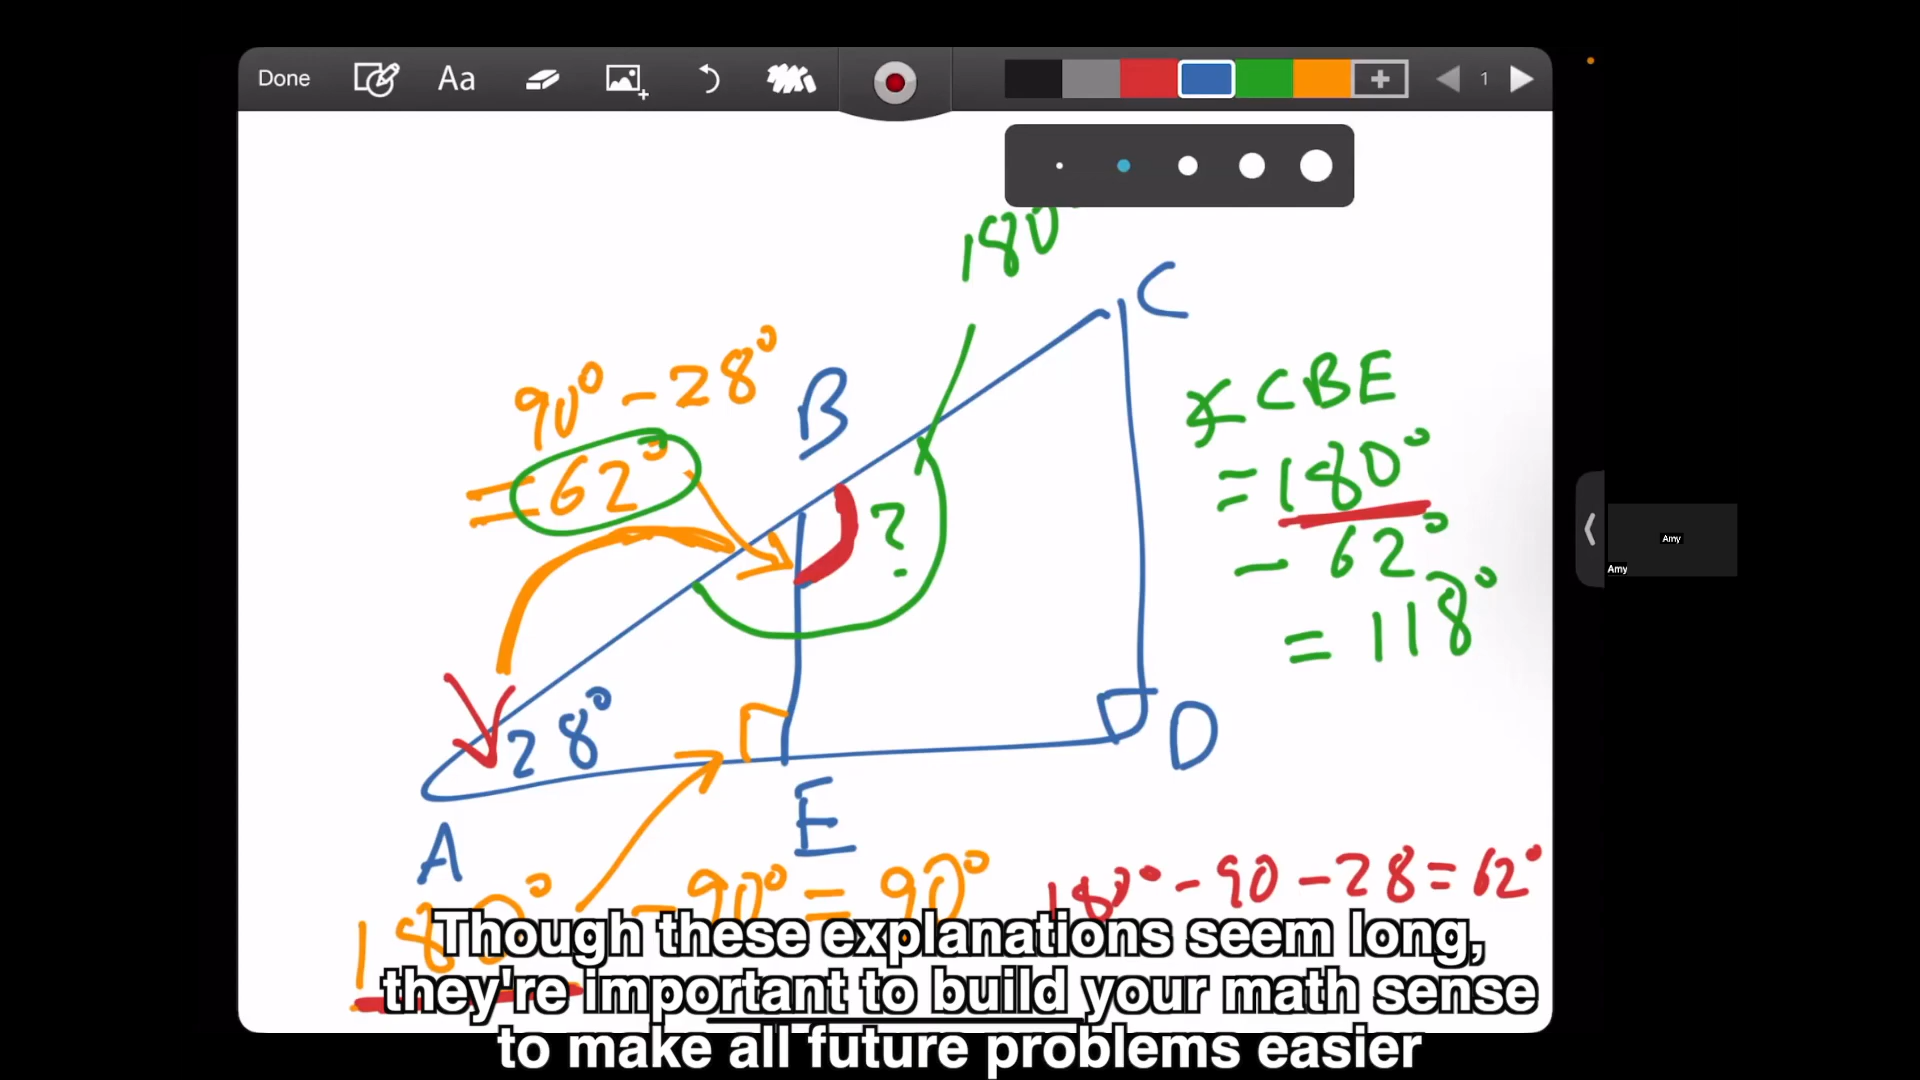 Done
Aa
1
180°
C
90° - 28°
= 62°
B
?
∡CBE
= 180°
- 62°
= 118°
28°
D
A
E
180° - 90° = 90°
180° - 90 - 28 = 62°
Though these explanations seem long,
they're important to build your math sense
to make all future problems easier
Amy
Amy